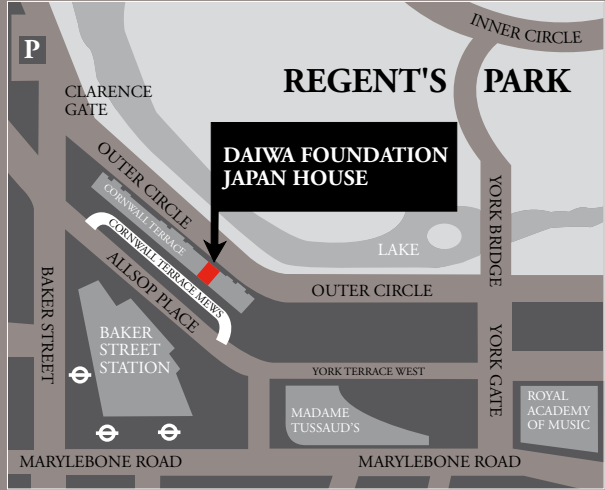 INNER CIRCLE
P
REGENT'S PARK
CLARENCE
GATE
OUTER CIRCLE
DAIWA FOUNDATION
JAPAN HOUSE
CORNWALL TERRACE
CORNWALL TERRACE MEWS
ALLSOP PLACE
LAKE
YORK BRIDGE
OUTER CIRCLE
BAKER STREET
BAKER
STREET
STATION
YORK TERRACE WEST
YORK GATE
MADAME
TUSSAUD'S
ROYAL
ACADEMY
OF MUSIC
MARYLEBONE ROAD
MARYLEBONE ROAD